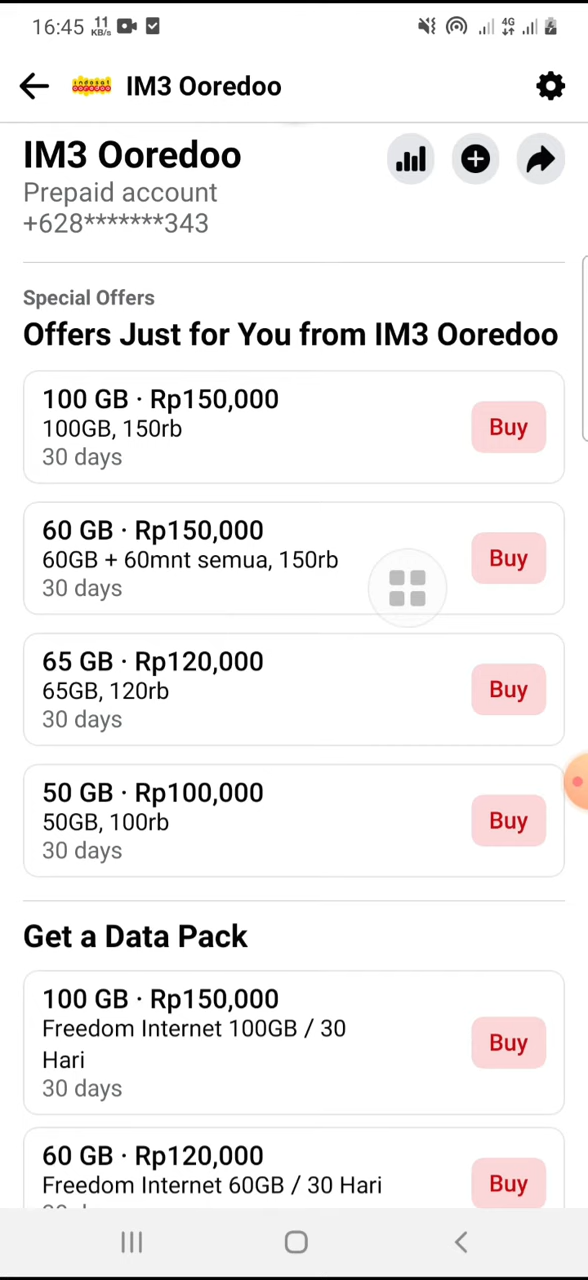 16:45 11 KB/s 4G
indosat
ooredoo
IM3 Ooredoo
IM3 Ooredoo
Prepaid account
+628*******343
Special Offers
Offers Just for You from IM3 Ooredoo
100 GB · Rp150,000
100GB, 150rb
30 days
Buy
60 GB · Rp150,000
60GB + 60mnt semua, 150rb
30 days
Buy
65 GB · Rp120,000
65GB, 120rb
30 days
Buy
50 GB · Rp100,000
50GB, 100rb
30 days
Buy
Get a Data Pack
100 GB · Rp150,000
Freedom Internet 100GB / 30
Hari
30 days
Buy
60 GB · Rp120,000
Freedom Internet 60GB / 30 Hari
Buy